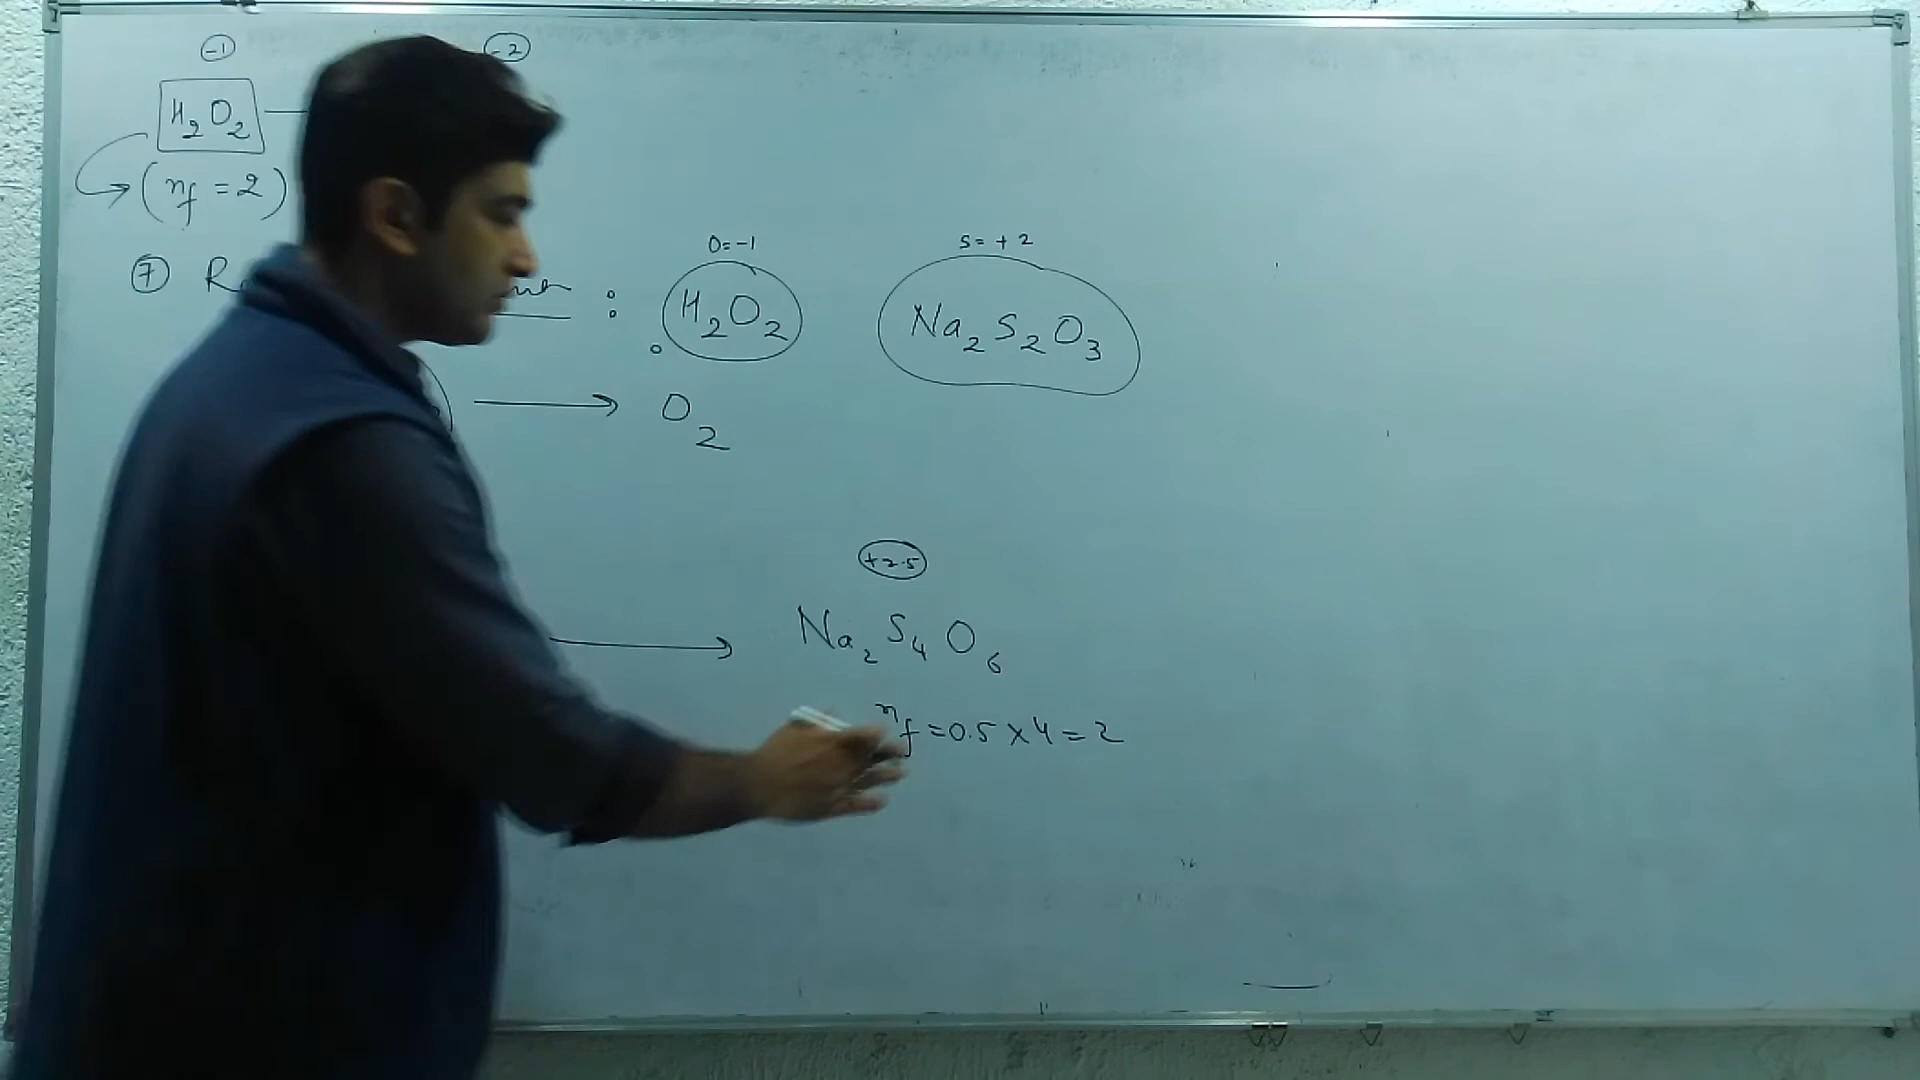 -1 -2
H2O2 —
(nf = 2)
O=-1 S=+2
7 : H2O2 Na2S2O3
⟶ O2
+2.5
⟶ Na2S4O6
nf = 0.5 x 4 = 2